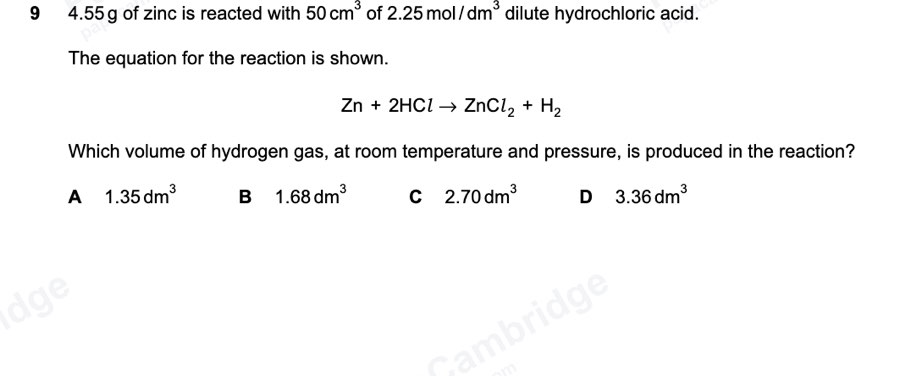 9 4.55 g of zinc is reacted with 50 cm³ of 2.25 mol/dm³ dilute hydrochloric acid.
The equation for the reaction is shown.
Zn + 2HCl → ZnCl₂ + H₂
Which volume of hydrogen gas, at room temperature and pressure, is produced in the reaction?
A 1.35 dm³ B 1.68 dm³ C 2.70 dm³ D 3.36 dm³
Cambridge